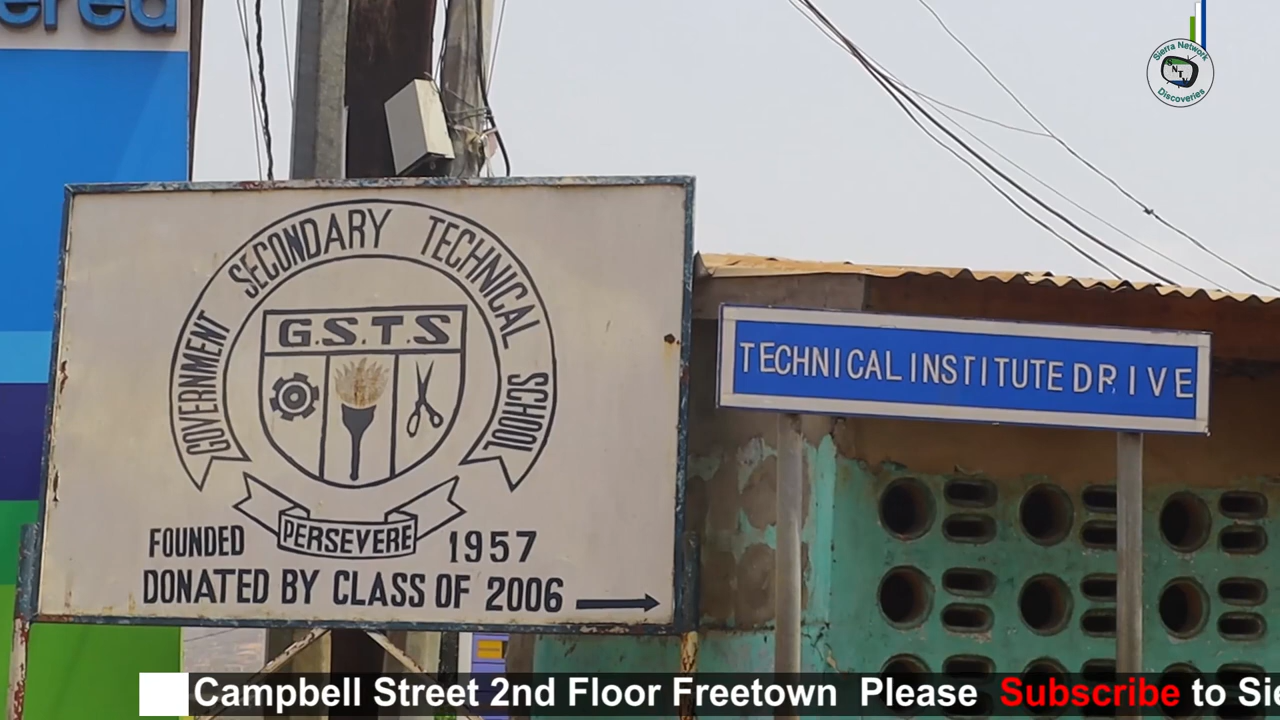 ered
Sierra Network
NTV
Discoveries
GOVERNMENT SECONDARY TECHNICAL SCHOOL
G.S.T.S
PERSEVERE
FOUNDED 1957
DONATED BY CLASS OF 2006
TECHNICAL INSTITUTE DRIVE
Campbell Street 2nd Floor Freetown Please Subscribe to Sie